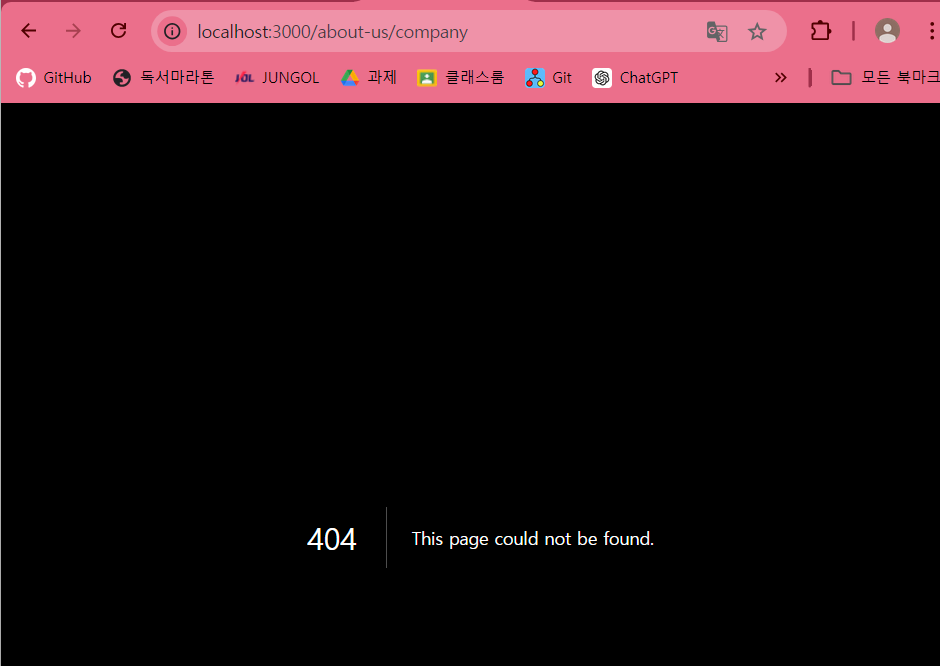 localhost:3000/about-us/company
GitHub 독서마라톤 JUNGOL 과제 클래스룸 Git ChatGPT » 모든 북마크
404 This page could not be found.